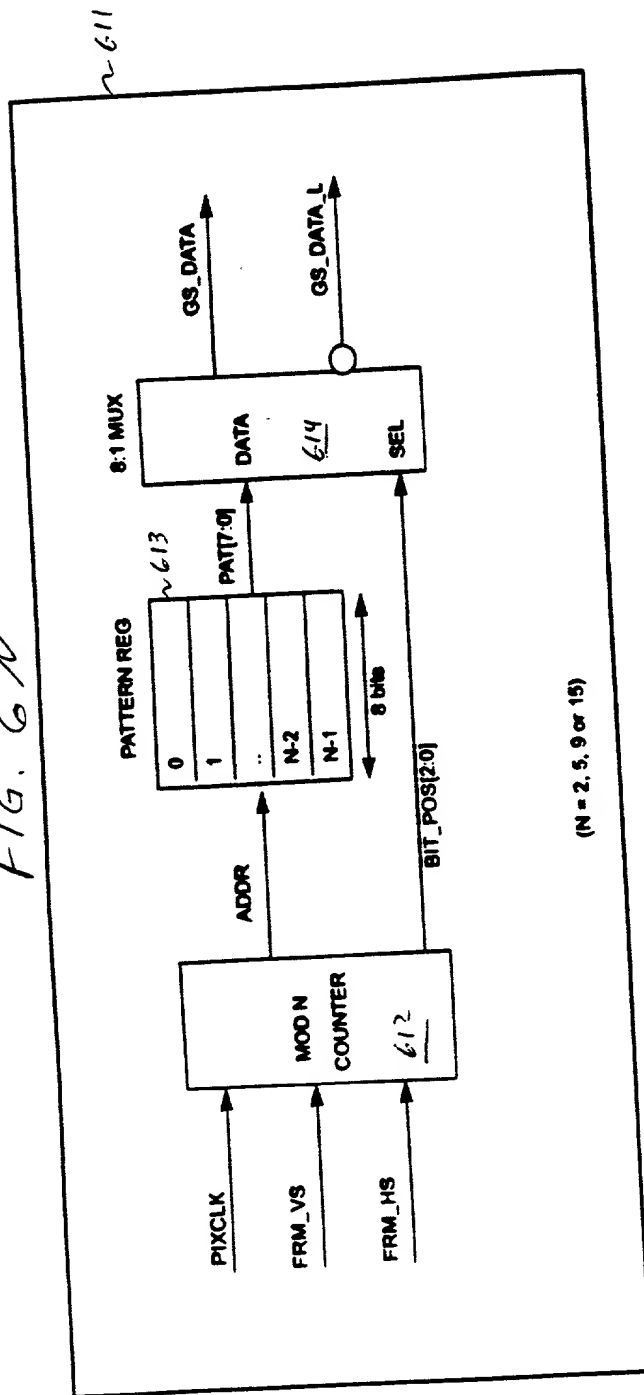 FIG. 6N
~611
PIXCLK
FRM_VS
FRM_HS
MOD N
COUNTER
612
ADDR
BIT_POS[2:0]
PATTERN REG
~613
0
1
..
N-2
N-1
8 bits
PAT[7:0]
8:1 MUX
DATA
614
SEL
GS_DATA
GS_DATA_L
(N = 2, 5, 9 or 15)